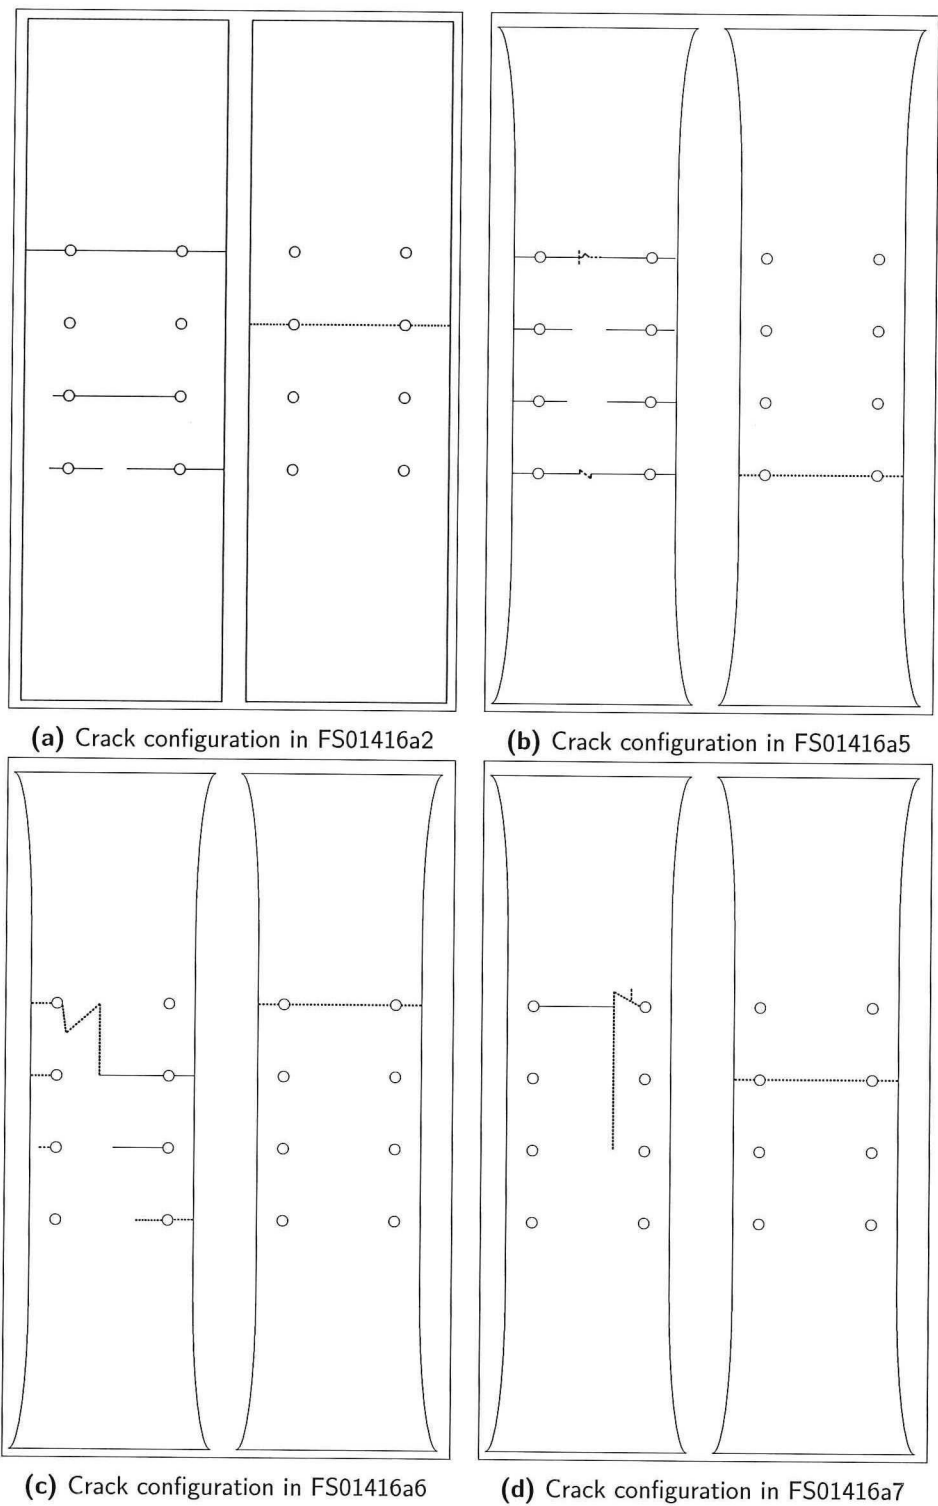 (a) Crack configuration in FS01416a2
(b) Crack configuration in FS01416a5
(c) Crack configuration in FS01416a6
(d) Crack configuration in FS01416a7